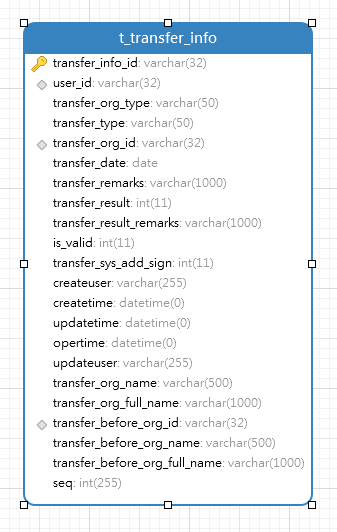 t_transfer_info
transfer_info_id: varchar(32)
user_id: varchar(32)
transfer_org_type: varchar(50)
transfer_type: varchar(50)
transfer_org_id: varchar(32)
transfer_date: date
transfer_remarks: varchar(1000)
transfer_result: int(11)
transfer_result_remarks: varchar(1000)
is_valid: int(11)
transfer_sys_add_sign: int(11)
createuser: varchar(255)
createtime: datetime(0)
updatetime: datetime(0)
opertime: datetime(0)
updateuser: varchar(255)
transfer_org_name: varchar(500)
transfer_org_full_name: varchar(1000)
transfer_before_org_id: varchar(32)
transfer_before_org_name: varchar(500)
transfer_before_org_full_name: varchar(1000)
seq: int(255)